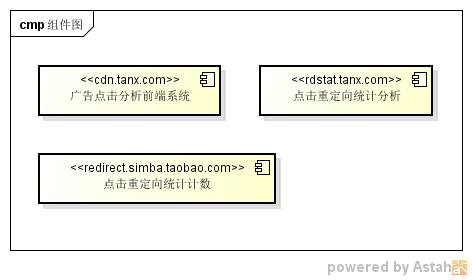 cmp 组件图
<<cdn.tanx.com>>
广告点击分析前端系统
<<rdstat.tanx.com>>
点击重定向统计分析
<<redirect.simba.taobao.com>>
点击重定向统计计数
powered by Astah